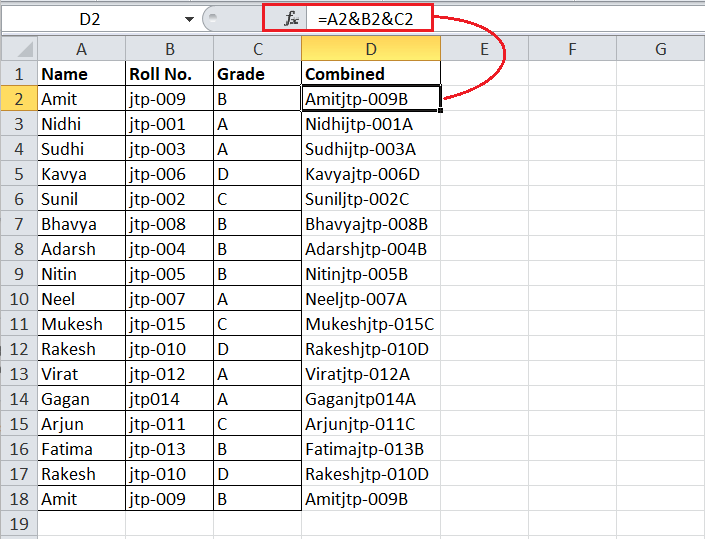 D2 fx =A2&B2&C2
A B C D E F G
1 Name Roll No. Grade Combined
2 Amit jtp-009 B Amitjtp-009B
3 Nidhi jtp-001 A Nidhijtp-001A
4 Sudhi jtp-003 A Sudhijtp-003A
5 Kavya jtp-006 D Kavyajtp-006D
6 Sunil jtp-002 C Suniljtp-002C
7 Bhavya jtp-008 B Bhavyajtp-008B
8 Adarsh jtp-004 B Adarshjtp-004B
9 Nitin jtp-005 B Nitinjtp-005B
10 Neel jtp-007 A Neeljtp-007A
11 Mukesh jtp-015 C Mukeshjtp-015C
12 Rakesh jtp-010 D Rakeshjtp-010D
13 Virat jtp-012 A Viratjtp-012A
14 Gagan jtp014 A Gaganjtp014A
15 Arjun jtp-011 C Arjunjtp-011C
16 Fatima jtp-013 B Fatimajtp-013B
17 Rakesh jtp-010 D Rakeshjtp-010D
18 Amit jtp-009 B Amitjtp-009B
19